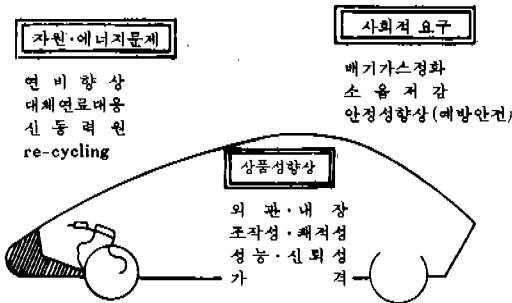 자원·에너지문제
연비향상
대체연료대응
신동력원
re-cycling
사회적 요구
배기가스정화
소음저감
안정성향상(예방안전)
상품성향상
외관·내장
조작성·쾌적성
성능·신뢰성
가격